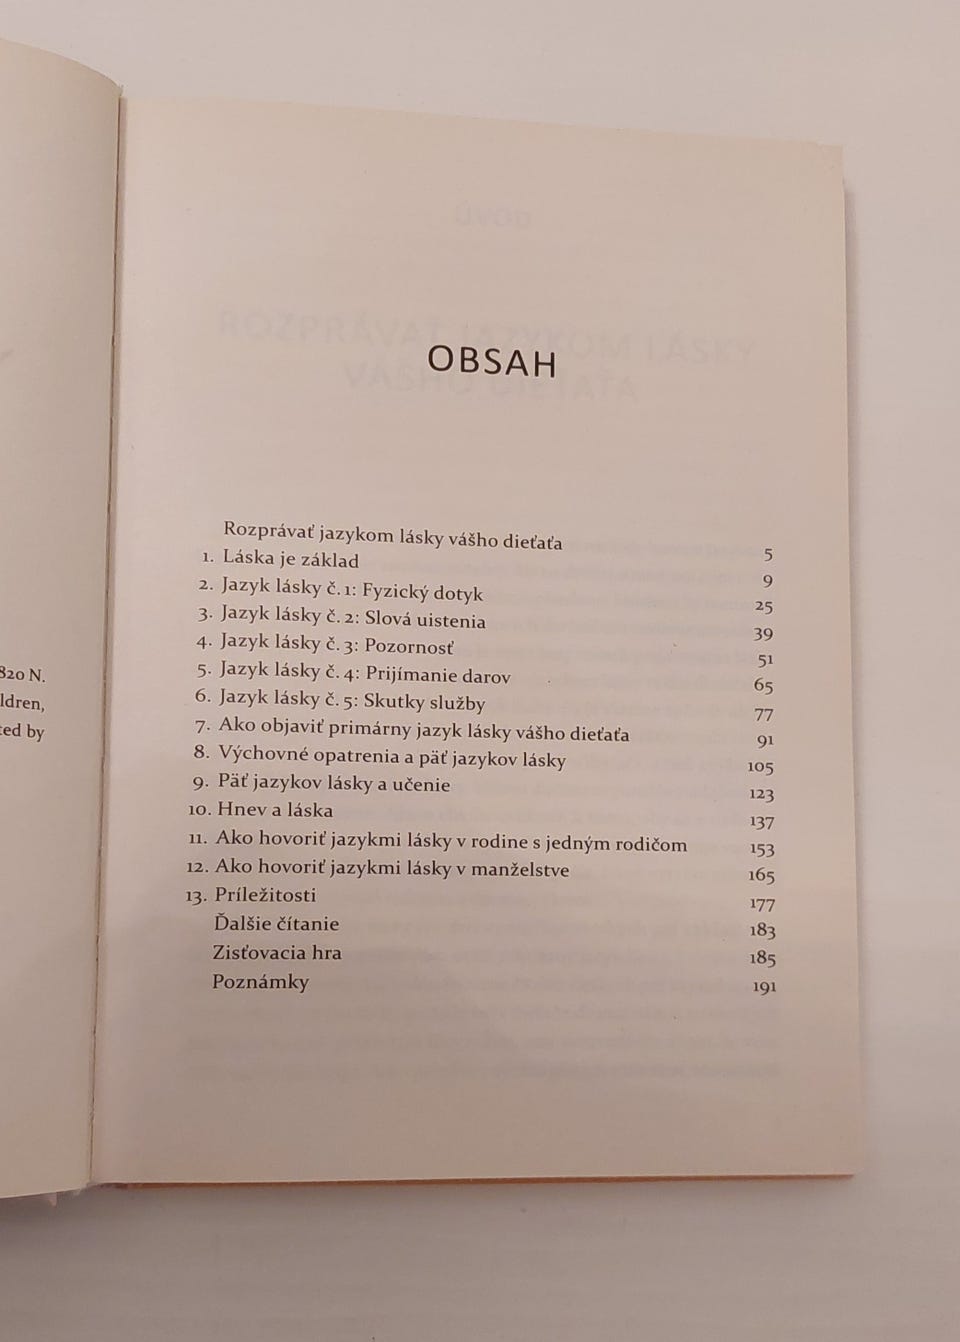 820 N.
ldren,
ed by
OBSAH
Rozprávať jazykom lásky vášho dieťaťa 5
1. Láska je základ 9
2. Jazyk lásky č. 1: Fyzický dotyk 25
3. Jazyk lásky č. 2: Slová uistenia 39
4. Jazyk lásky č. 3: Pozornosť 51
5. Jazyk lásky č. 4: Prijímanie darov 65
6. Jazyk lásky č. 5: Skutky služby 77
7. Ako objaviť primárny jazyk lásky vášho dieťaťa 91
8. Výchovné opatrenia a päť jazykov lásky 105
9. Päť jazykov lásky a učenie 123
10. Hnev a láska 137
11. Ako hovoriť jazykmi lásky v rodine s jedným rodičom 153
12. Ako hovoriť jazykmi lásky v manželstve 165
13. Príležitosti 177
Ďalšie čítanie 183
Zisťovacia hra 185
Poznámky 191